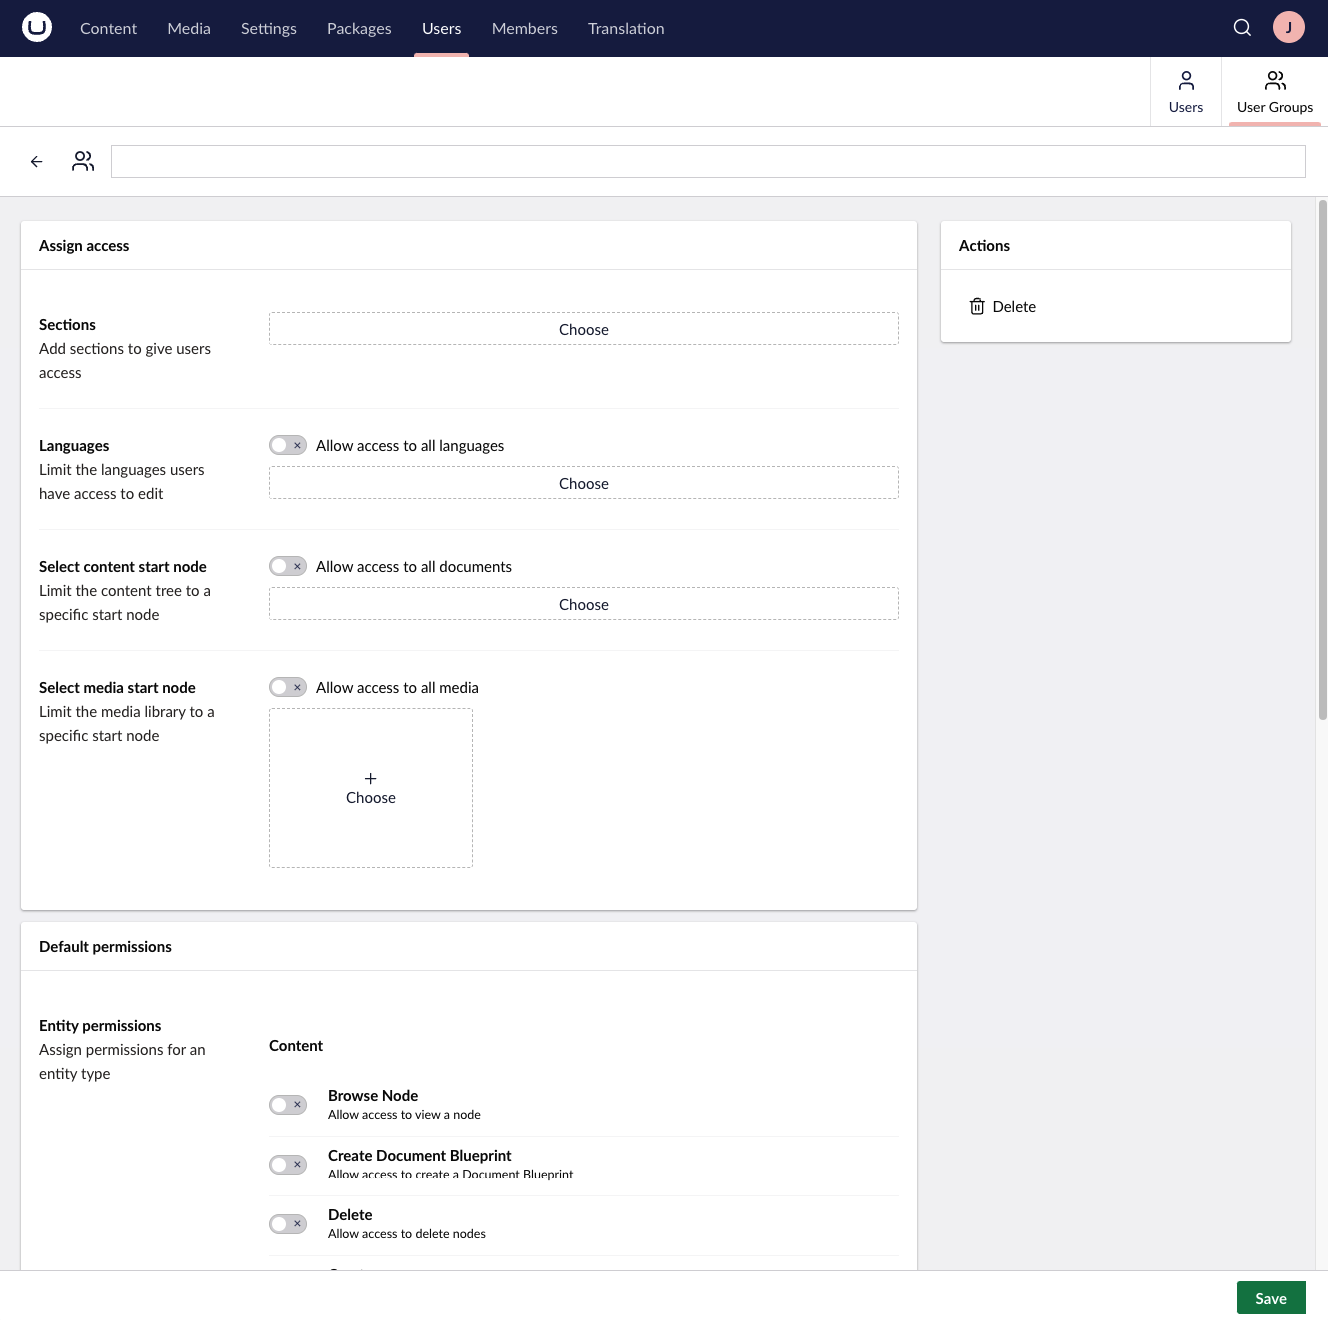 Content Media Settings Packages Users Members Translation J
Users User Groups
Assign access
Sections
Add sections to give users
access
Choose
Languages
Limit the languages users
have access to edit
Allow access to all languages
Choose
Select content start node
Limit the content tree to a
specific start node
Allow access to all documents
Choose
Select media start node
Limit the media library to a
specific start node
Allow access to all media
Choose
Default permissions
Entity permissions
Assign permissions for an
entity type
Content
Browse Node
Allow access to view a node
Create Document Blueprint
Allow access to create a Document Blueprint
Delete
Allow access to delete nodes
Actions
Delete
Save